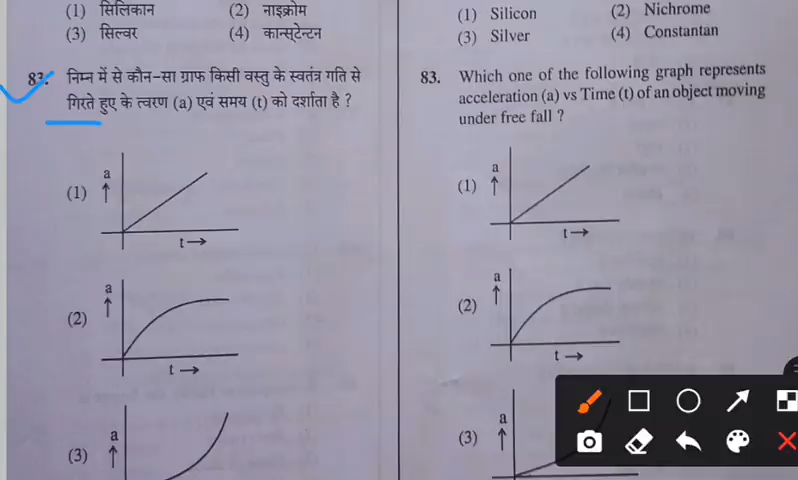 (1) सिलिकान (2) नाइक्रोम
(3) सिल्वर (4) कान्स्टेन्टन
83. निम्न में से कौन-सा ग्राफ किसी वस्तु के स्वतंत्र गति से
गिरते हुए के त्वरण (a) एवं समय (t) को दर्शाता है ?
(1) a
t
(2) a
t
(3) a
(1) Silicon (2) Nichrome
(3) Silver (4) Constantan
83. Which one of the following graph represents
acceleration (a) vs Time (t) of an object moving
under free fall ?
(1) a
t
(2) a
t
(3) a